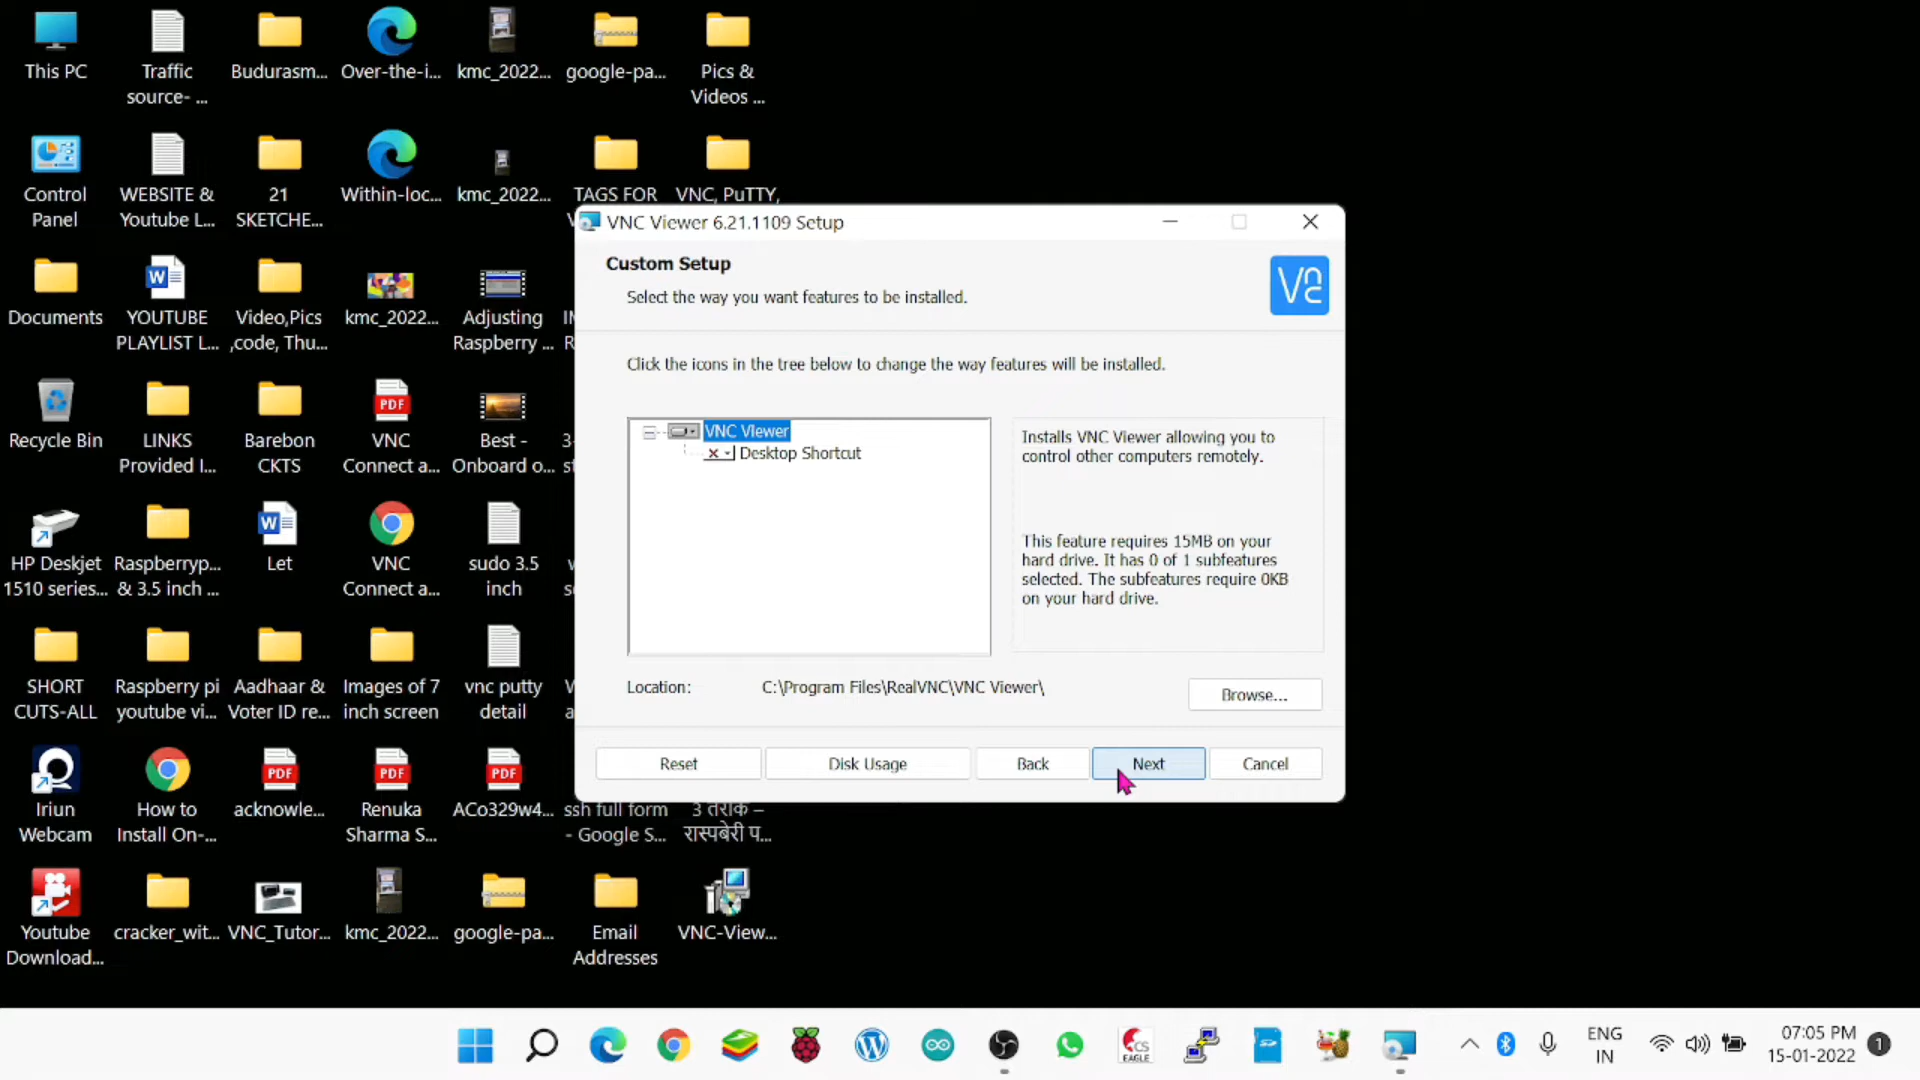 This PC
Traffic
source- ...
Budurasm...
Over-the-i...
kmc_2022...
google-pa...
Pics &
Videos ...
Control
Panel
WEBSITE &
Youtube L...
21
SKETCHE...
Within-loc...
kmc_2022...
TAGS FOR
VNC, PuTTY,
Documents
YOUTUBE
PLAYLIST L...
Video,Pics
,code, Thu...
kmc_2022...
Adjusting
Raspberry ...
Recycle Bin
LINKS
Provided I...
Barebon
CKTS
PDF
VNC
Connect a...
Best -
Onboard o...
HP Deskjet
1510 series...
Raspberryp...
& 3.5 inch ...
Let
VNC
Connect a...
sudo 3.5
inch
SHORT
CUTS-ALL
Raspberry pi
youtube vi...
Aadhaar &
Voter ID re...
Images of 7
inch screen
vnc putty
detail
Iriun
Webcam
How to
Install On-...
PDF
acknowle...
PDF
Renuka
Sharma S...
PDF
ACo329w4...
ssh full form
- Google S...
3 तरीके –
रास्पबेरी प...
Youtube
Download...
cracker_wit...
VNC_Tutor...
kmc_2022...
google-pa...
Email
Addresses
VNC-View...
VNC Viewer 6.21.1109 Setup
Custom Setup
Select the way you want features to be installed.
Click the icons in the tree below to change the way features will be installed.
VNC Viewer
Desktop Shortcut
Installs VNC Viewer allowing you to
control other computers remotely.
This feature requires 15MB on your
hard drive. It has 0 of 1 subfeatures
selected. The subfeatures require 0KB
on your hard drive.
Location:
C:\Program Files\RealVNC\VNC Viewer\
Browse...
Reset
Disk Usage
Back
Next
Cancel
CS
EAGLE
ENG
IN
07:05 PM
15-01-2022
1